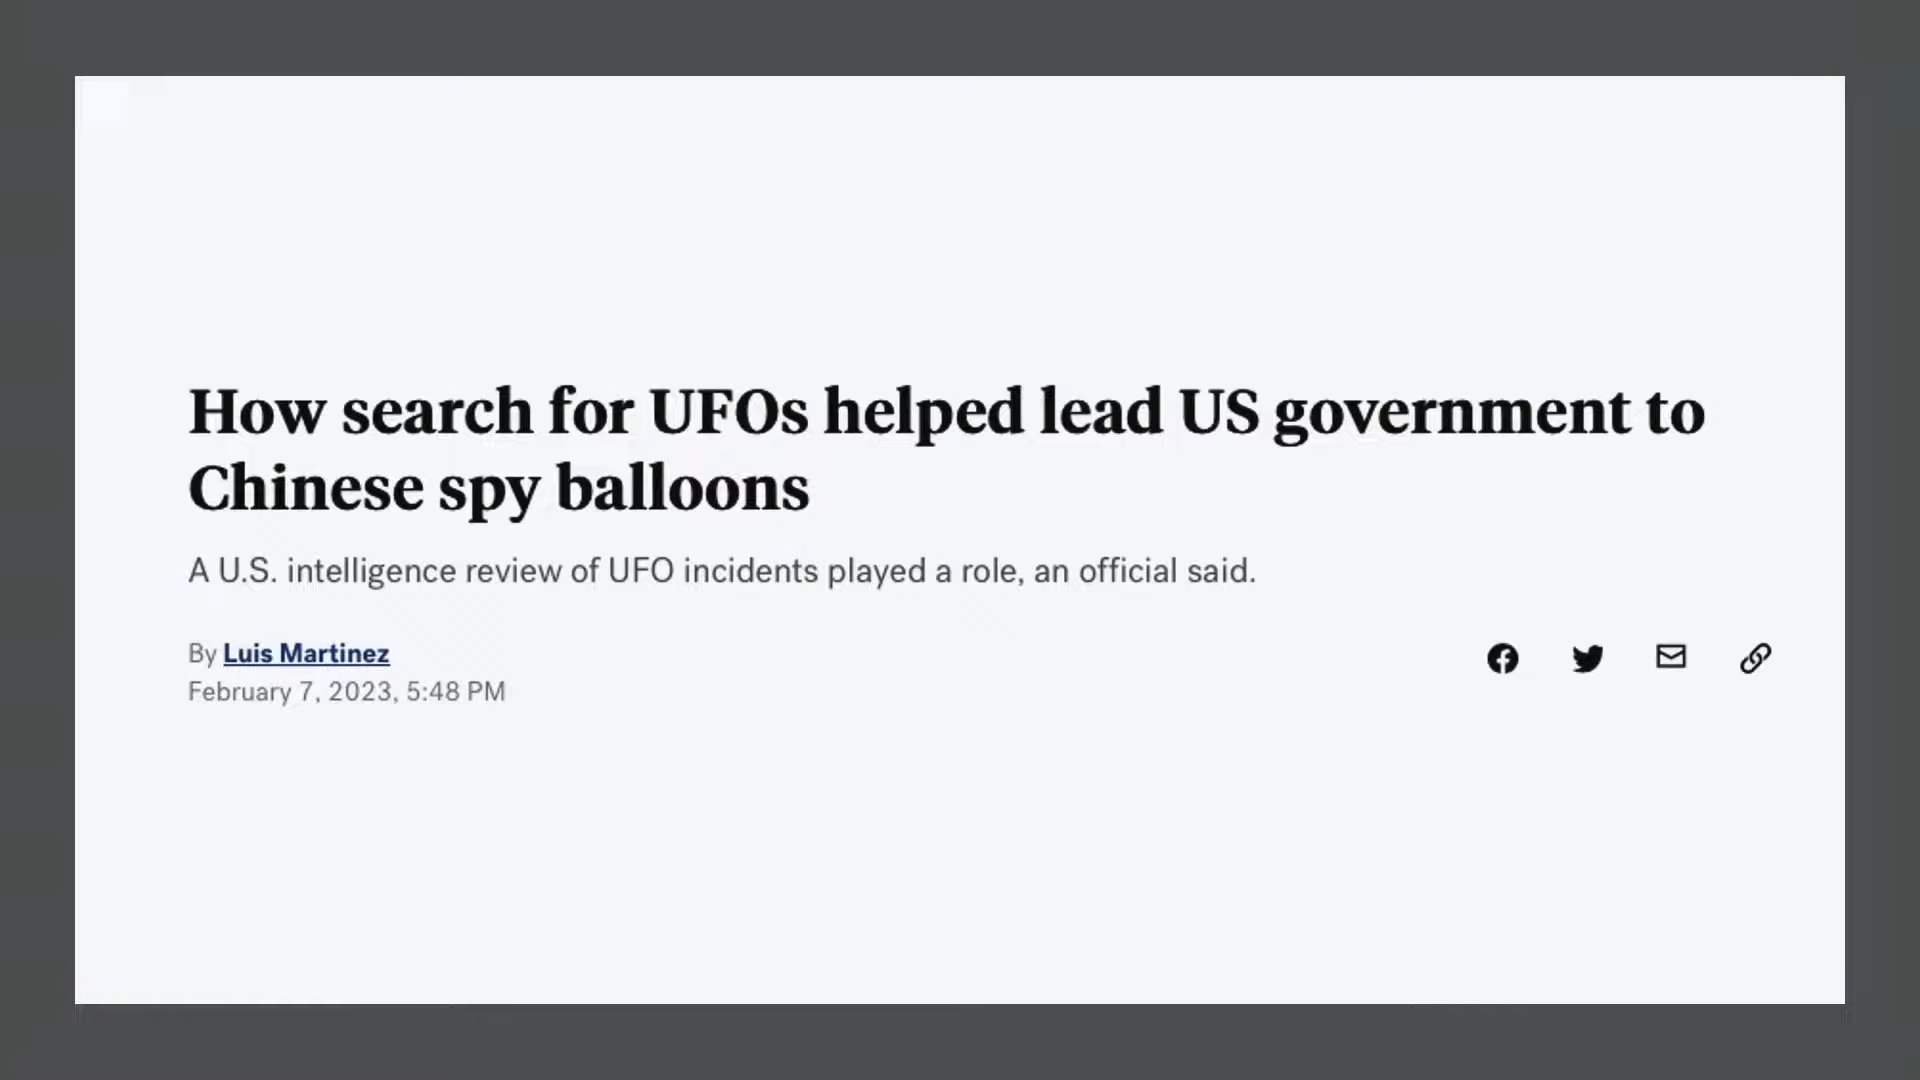 How search for UFOs helped lead US government to
Chinese spy balloons
A U.S. intelligence review of UFO incidents played a role, an official said.
By Luis Martinez
February 7, 2023, 5:48 PM